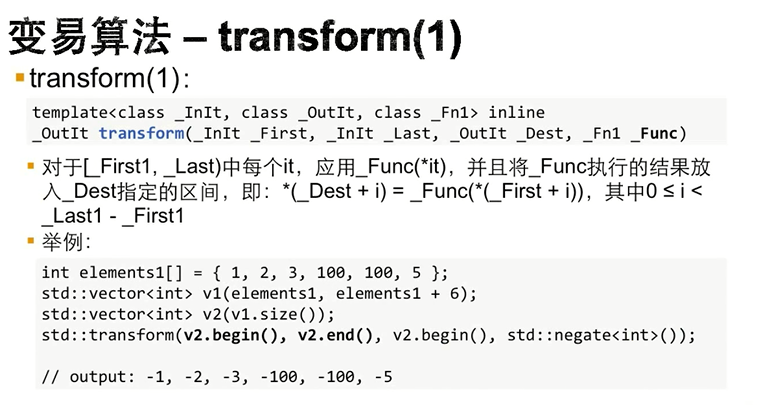 变易算法 – transform(1)
▪transform(1)：
template<class _InIt, class _OutIt, class _Fn1> inline
_OutIt transform(_InIt _First, _InIt _Last, _OutIt _Dest, _Fn1 _Func)
▪ 对于[_First1, _Last)中每个it，应用_Func(*it)，并且将_Func执行的结果放
入_Dest指定的区间，即：*(_Dest + i) = _Func(*(_First + i))，其中0 ≤ i <
_Last1 - _First1
▪ 举例：
int elements1[] = { 1, 2, 3, 100, 100, 5 };
std::vector<int> v1(elements1, elements1 + 6);
std::vector<int> v2(v1.size());
std::transform(v2.begin(), v2.end(), v2.begin(), std::negate<int>());
// output: -1, -2, -3, -100, -100, -5